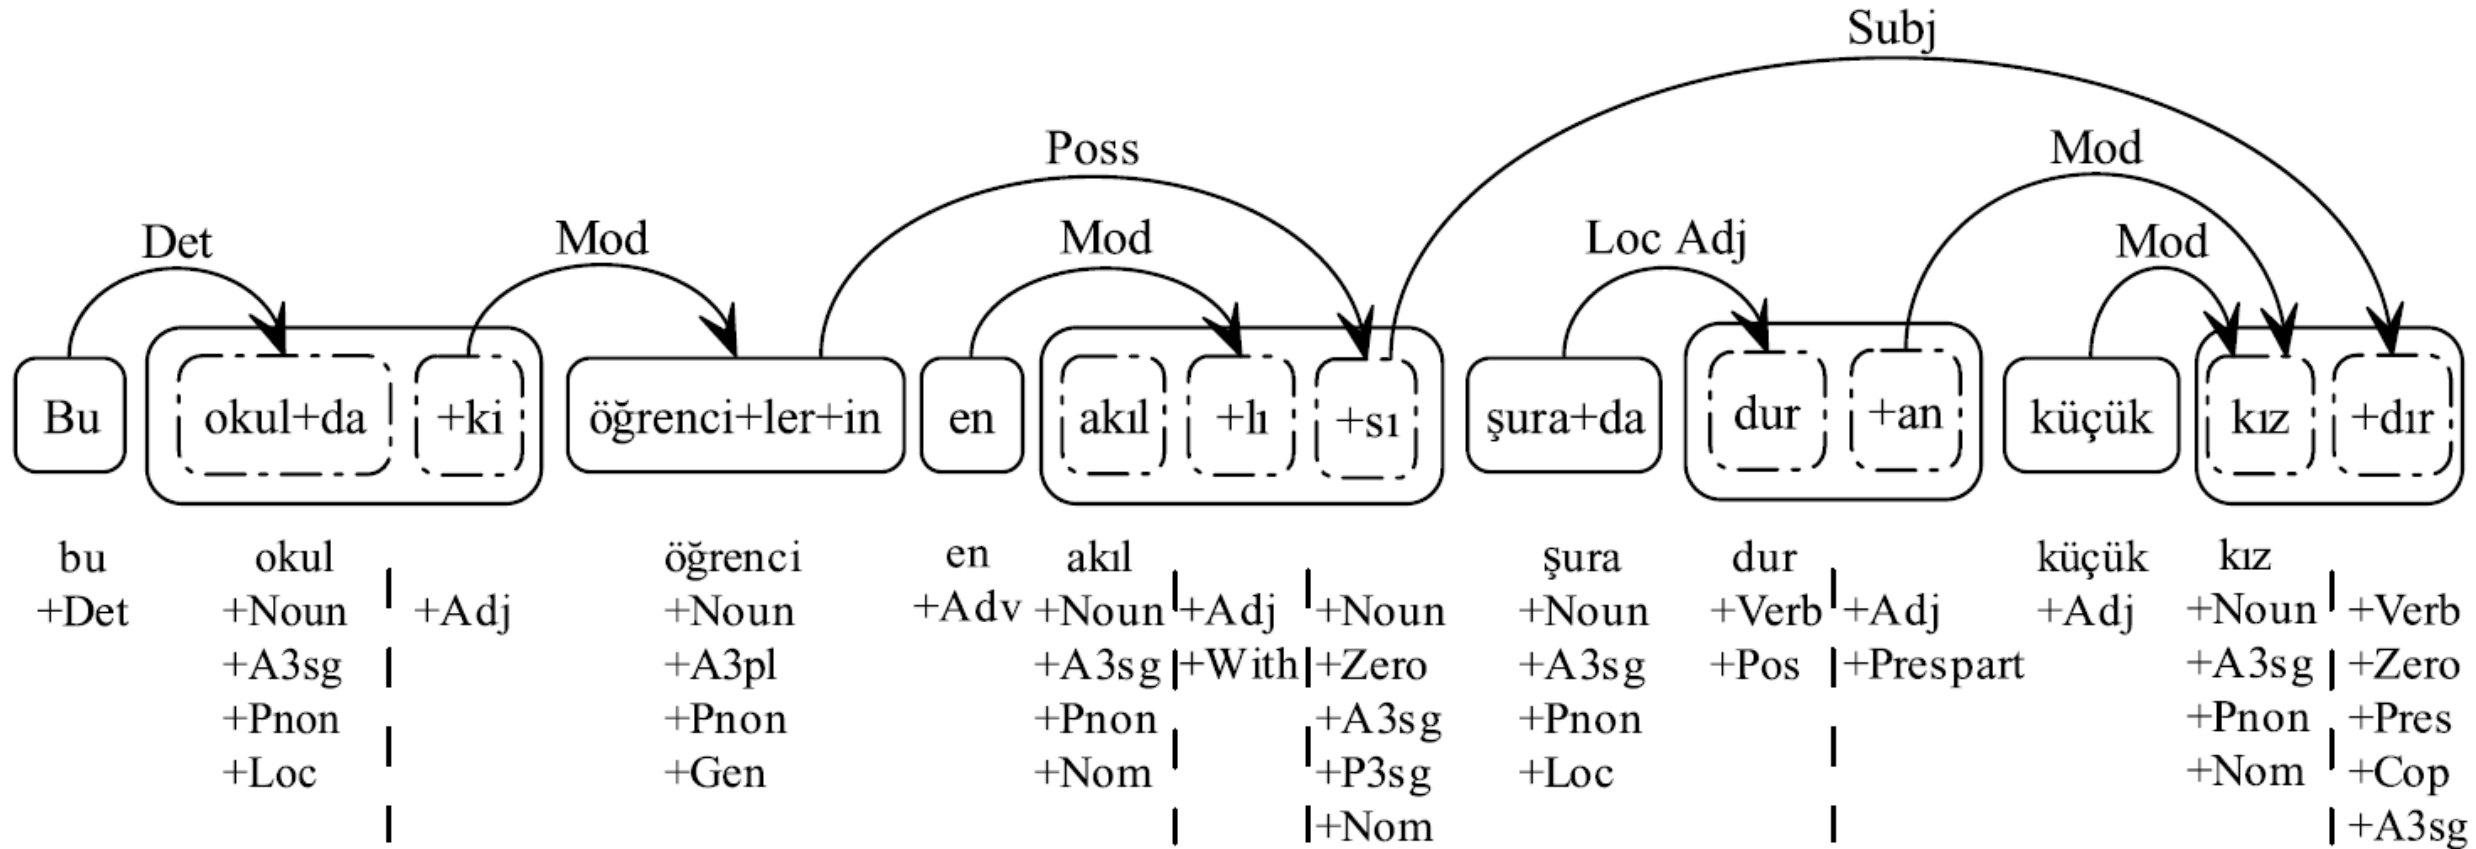 Subj
Poss Mod
Det Mod Mod Loc Adj Mod
Bu okul+da +ki öğrenci+ler+in en akıl +lı +sı şura+da dur +an küçük kız +dır
bu okul öğrenci en akıl şura dur küçük kız
+Det +Noun +Adj +Noun +Adv +Noun +Adj +Noun +Noun +Verb +Adj +Adj +Noun +Verb
+A3sg +A3pl +A3sg +With +Zero +A3sg +Pos +Prespart +A3sg +Zero
+Pnon +Pnon +Pnon +A3sg +Pnon +Pnon +Pres
+Loc +Gen +Nom +P3sg +Loc +Nom +Cop
+Nom +A3sg